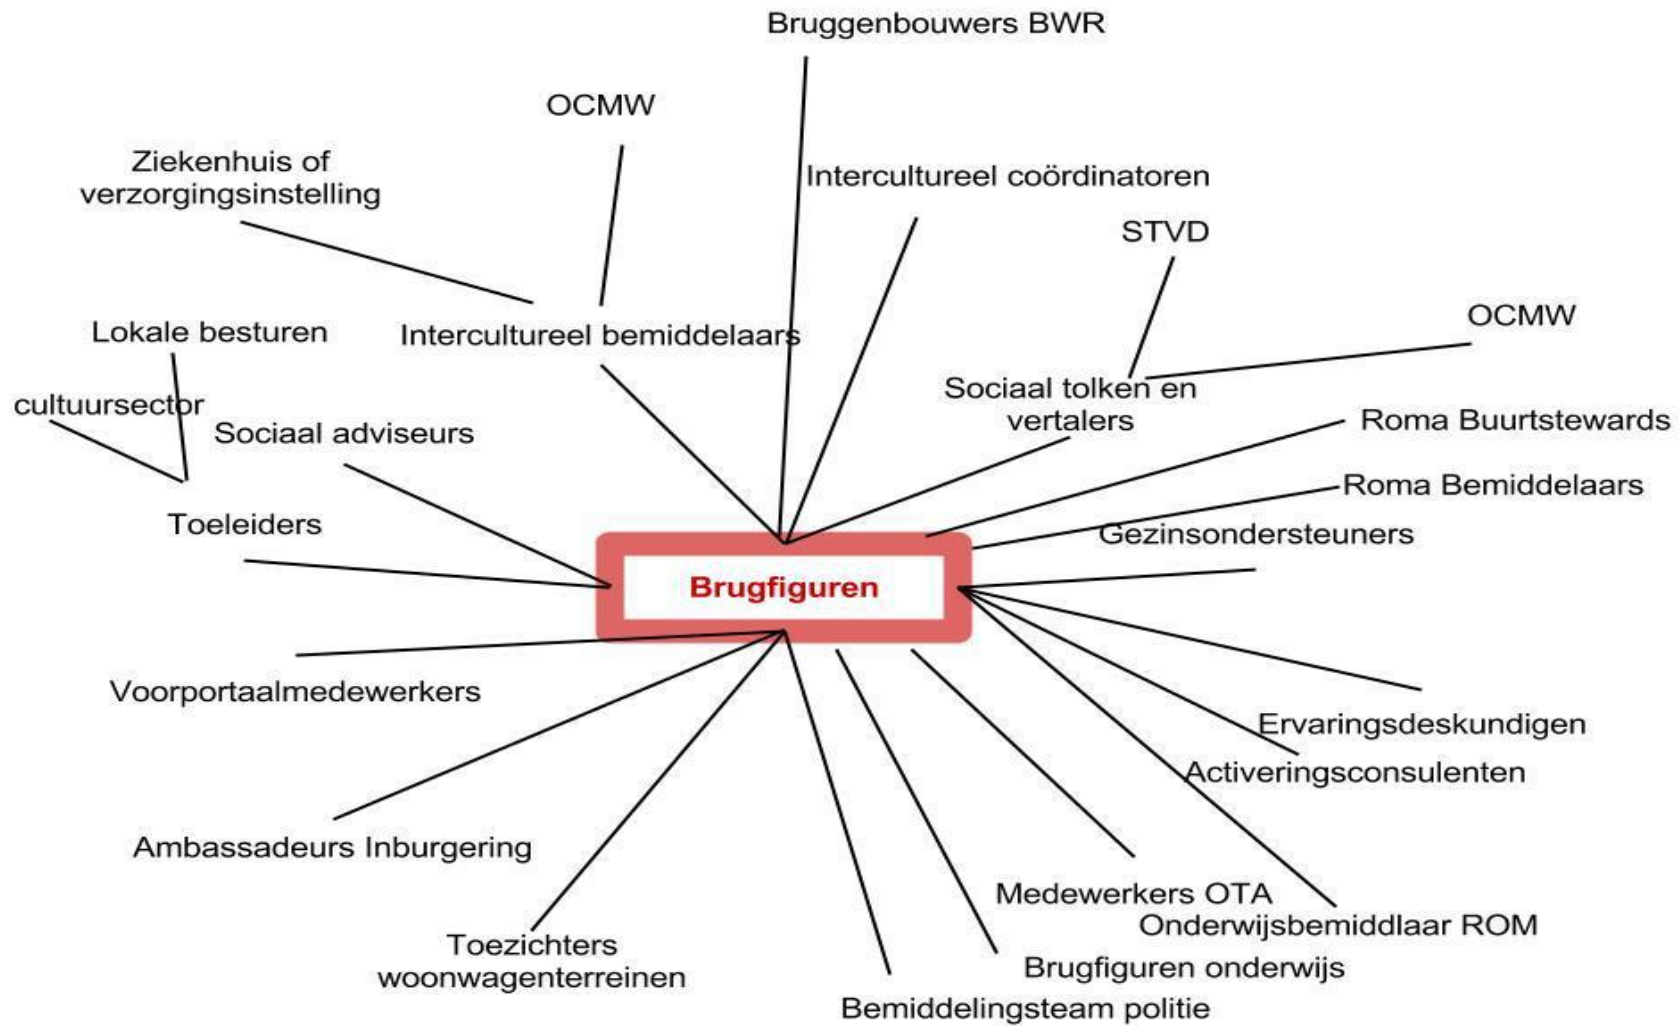 Bruggenbouwers BWR
OCMW
Ziekenhuis of
verzorgingsinstelling
Intercultureel coördinatoren
STVD
OCMW
Lokale besturen
Intercultureel bemiddelaars
Sociaal tolken en
vertalers
cultuursector
Sociaal adviseurs
Roma Buurtstewards
Roma Bemiddelaars
Toeleiders
Gezinsondersteuners
Brugfiguren
Voorportaalmedewerkers
Ervaringsdeskundigen
Activeringsconsulenten
Ambassadeurs Inburgering
Medewerkers OTA
Onderwijsbemiddlaar ROM
Toezichters
woonwagenterreinen
Brugfiguren onderwijs
Bemiddelingsteam politie